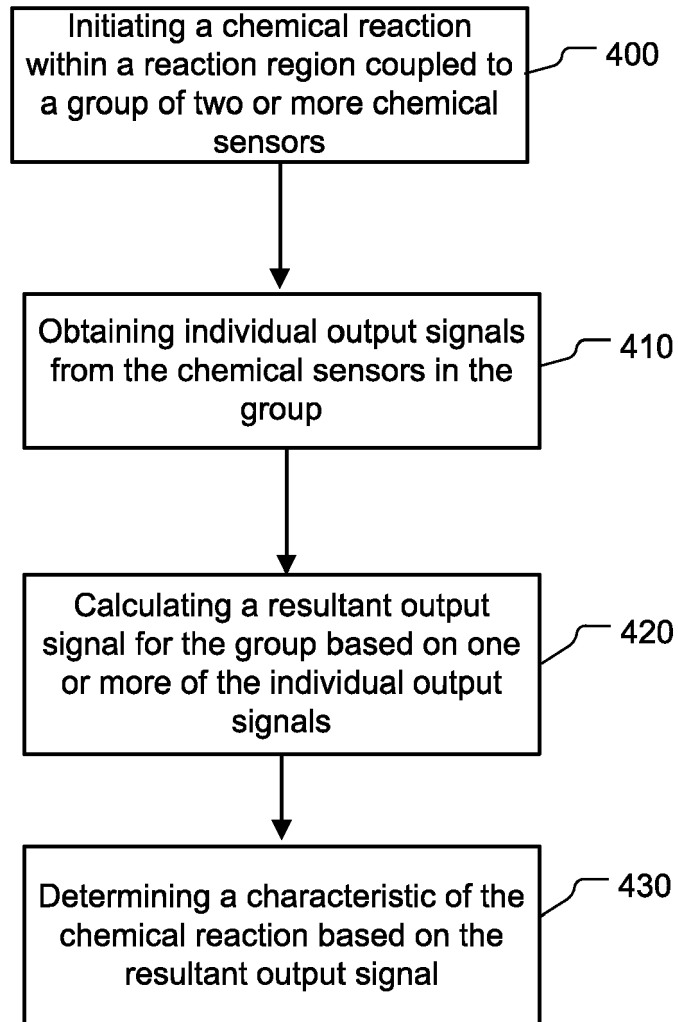 Initiating a chemical reaction
within a reaction region coupled to
a group of two or more chemical
sensors
400
Obtaining individual output signals
from the chemical sensors in the
group
410
Calculating a resultant output
signal for the group based on one
or more of the individual output
signals
420
Determining a characteristic of the
chemical reaction based on the
resultant output signal
430